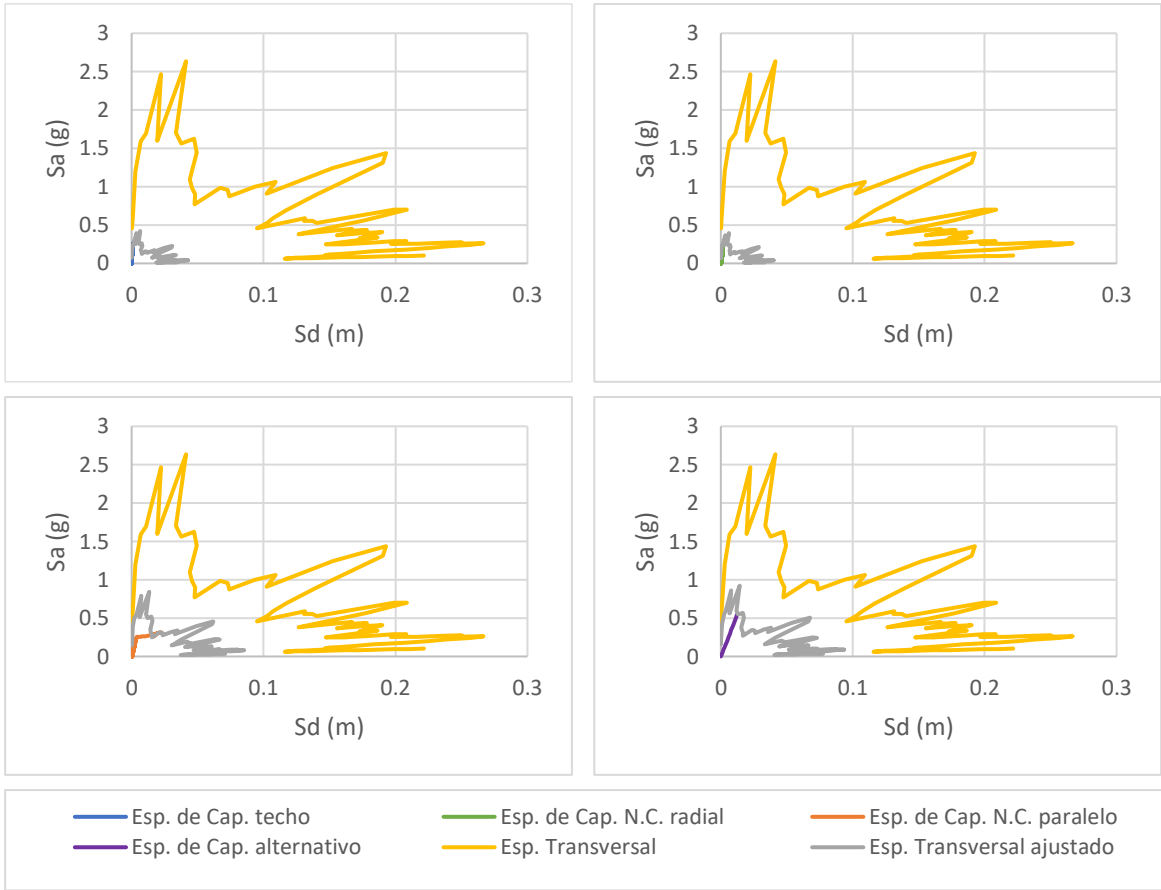 3
2.5
2
1.5
1
0.5
0
0 0.1 0.2 0.3
Sa (g)
Sd (m)
3
2.5
2
1.5
1
0.5
0
0 0.1 0.2 0.3
Sa (g)
Sd (m)
3
2.5
2
1.5
1
0.5
0
0 0.1 0.2 0.3
Sa (g)
Sd (m)
3
2.5
2
1.5
1
0.5
0
0 0.1 0.2 0.3
Sa (g)
Sd (m)
Esp. de Cap. techo Esp. de Cap. N.C. radial Esp. de Cap. N.C. paralelo
Esp. de Cap. alternativo Esp. Transversal Esp. Transversal ajustado